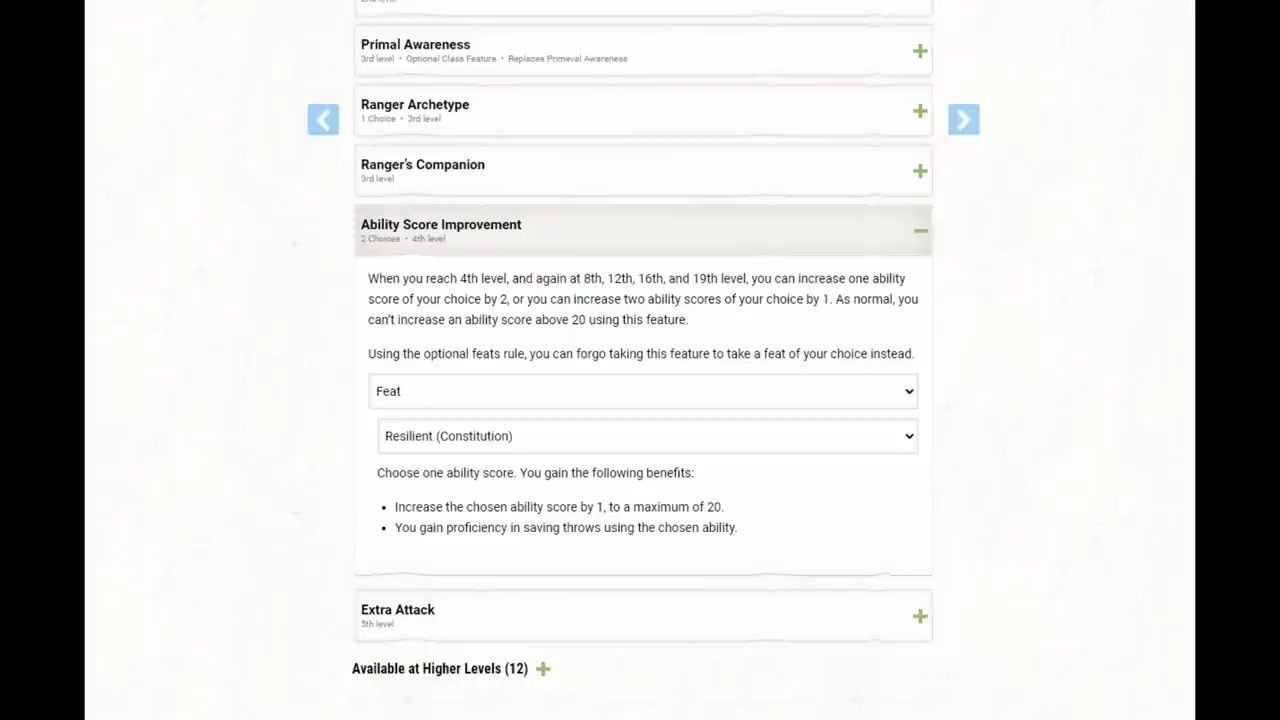 Primal Awareness
3rd level • Optional Class Feature • Replaces Primeval Awareness
Ranger Archetype
1 Choice • 3rd level
Ranger's Companion
3rd level
Ability Score Improvement
2 Choices • 4th level
When you reach 4th level, and again at 8th, 12th, 16th, and 19th level, you can increase one ability
score of your choice by 2, or you can increase two ability scores of your choice by 1. As normal, you
can't increase an ability score above 20 using this feature.
Using the optional feats rule, you can forgo taking this feature to take a feat of your choice instead.
Feat
Resilient (Constitution)
Choose one ability score. You gain the following benefits:
• Increase the chosen ability score by 1, to a maximum of 20.
• You gain proficiency in saving throws using the chosen ability.
Extra Attack
5th level
Available at Higher Levels (12)